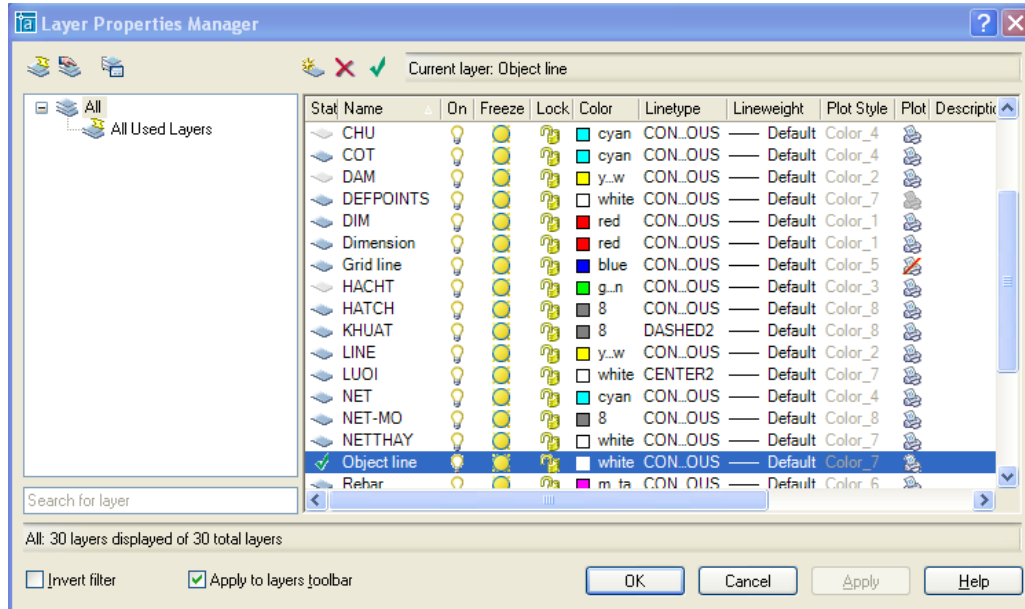 Layer Properties Manager
Current layer: Object line
All
All Used Layers
Stat Name On Freeze Lock Color Linetype Lineweight Plot Style Plot Descriptic
CHU cyan CON...OUS Default Color_4
COT cyan CON...OUS Default Color_4
DAM y...w CON...OUS Default Color_2
DEFPOINTS white CON...OUS Default Color_7
DIM red CON...OUS Default Color_1
Dimension red CON...OUS Default Color_1
Grid line blue CON...OUS Default Color_5
HACHT g...n CON...OUS Default Color_3
HATCH 8 CON...OUS Default Color_8
KHUAT 8 DASHED2 Default Color_8
LINE y...w CON...OUS Default Color_2
LUOI white CENTER2 Default Color_7
NET cyan CON...OUS Default Color_4
NET-MO 8 CON...OUS Default Color_8
NETTHAY white CON...OUS Default Color_7
Object line white CON...OUS Default Color_7
Rebar m...ta CON...OUS Default Color_6
Search for layer
All: 30 layers displayed of 30 total layers
Invert filter Apply to layers toolbar OK Cancel Apply Help